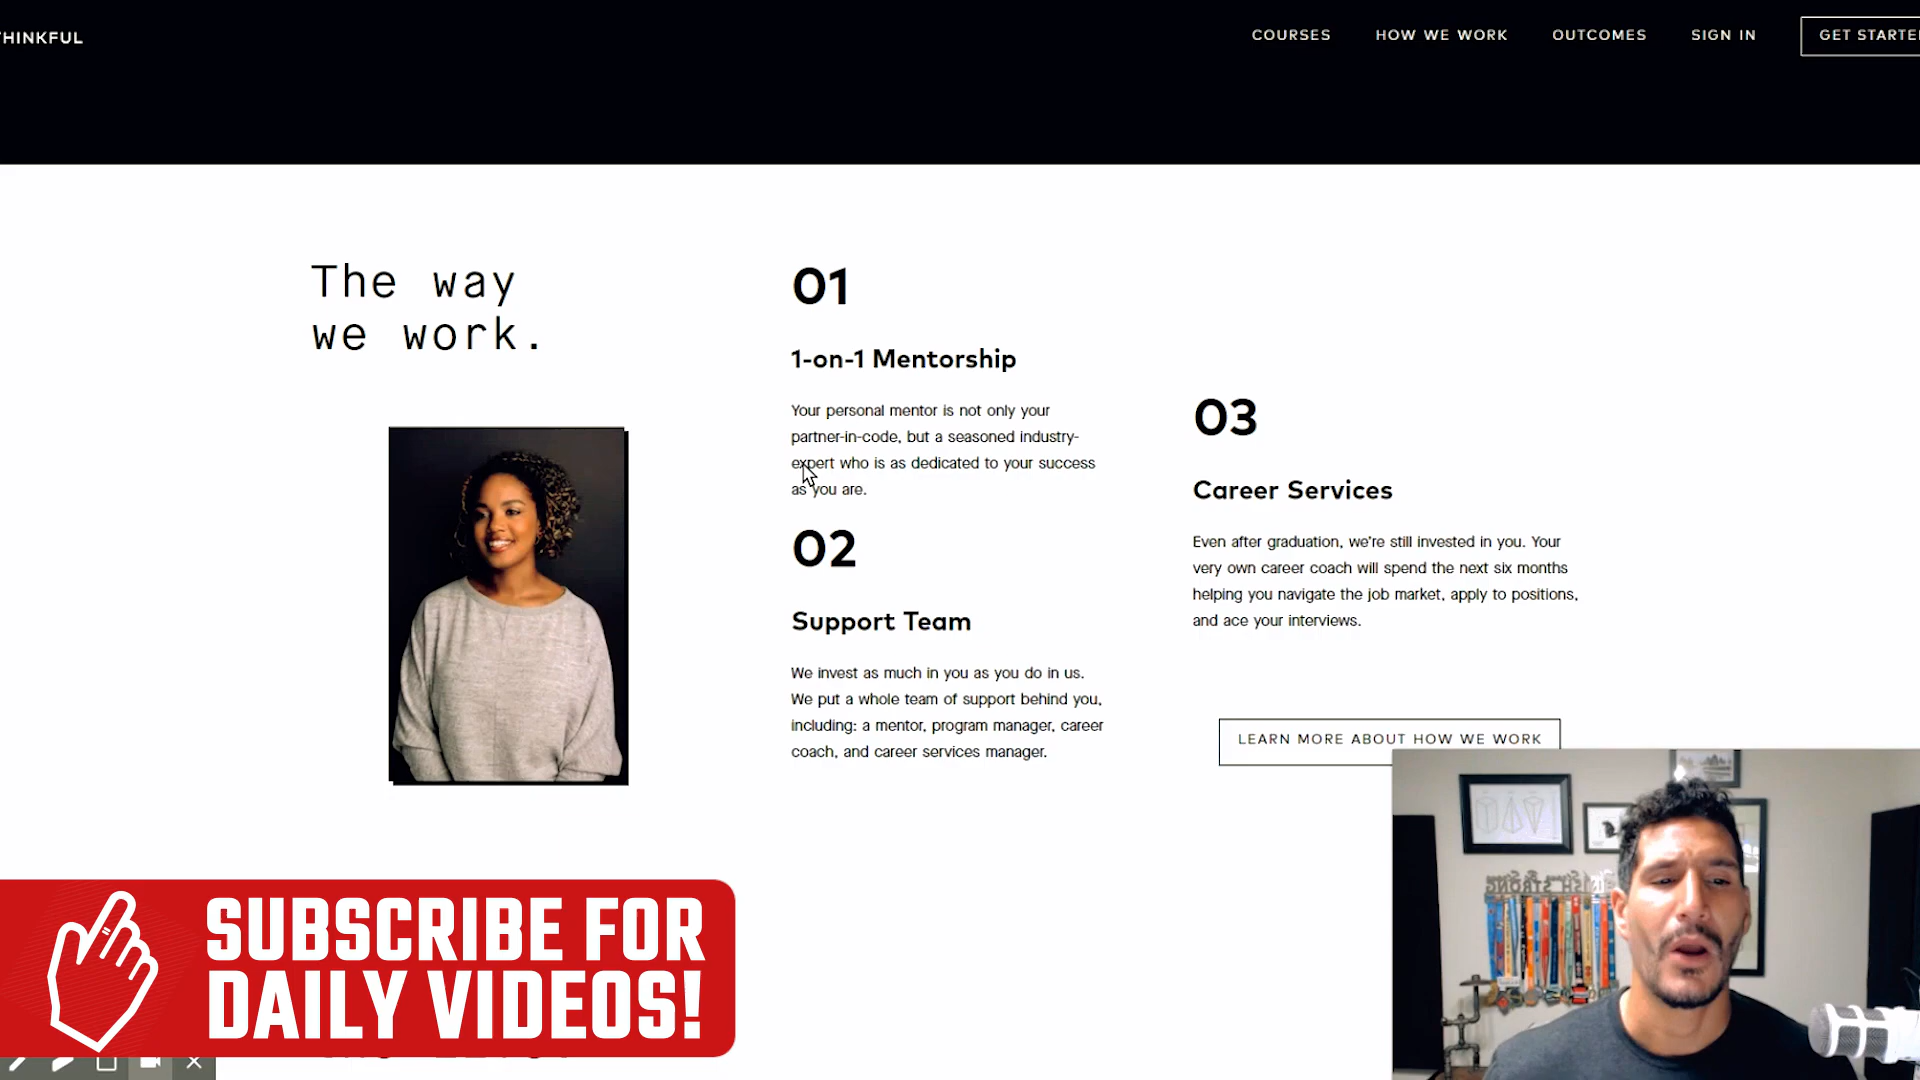 THINKFUL
COURSES
HOW WE WORK
OUTCOMES
SIGN IN
GET STARTE
The way
we work.
01
1-on-1 Mentorship
Your personal mentor is not only your
partner-in-code, but a seasoned industry-
expert who is as dedicated to your success
as you are.
02
Support Team
We invest as much in you as you do in us.
We put a whole team of support behind you,
including: a mentor, program manager, career
coach, and career services manager.
03
Career Services
Even after graduation, we're still invested in you. Your
very own career coach will spend the next six months
helping you navigate the job market, apply to positions,
and ace your interviews.
LEARN MORE ABOUT HOW WE WORK
SUBSCRIBE FOR
DAILY VIDEOS!